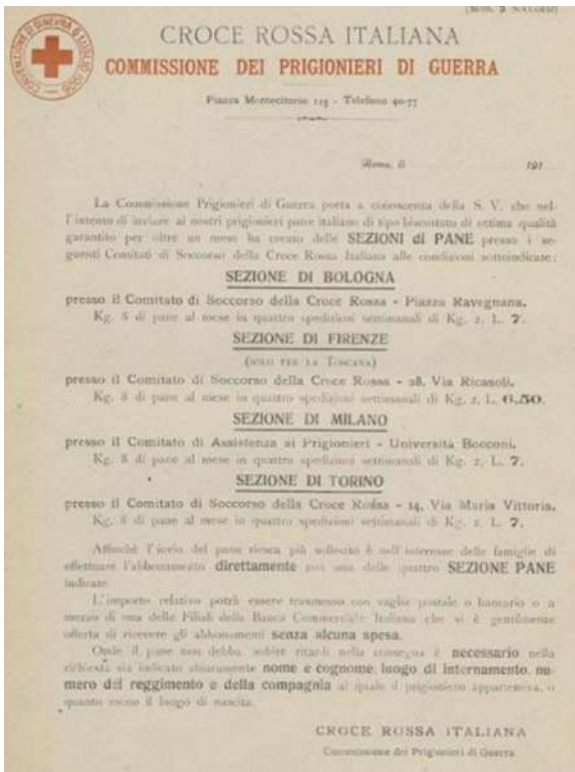 (Mod. 2 Soccorsi)
CONVENZIONE DI GINEVRA 6 LUGLIO 1906
CROCE ROSSA ITALIANA
COMMISSIONE DEI PRIGIONIERI DI GUERRA
Piazza Montecitorio 115 - Telefono 40-77
Roma, li 191
La Commissione Prigionieri di Guerra porta a conoscenza della S. V. che nel-
l'intento di inviare ai nostri prigionieri pane italiano di tipo biscottato di ottima qualità
garantito per oltre un mese ha creato delle SEZIONI di PANE presso i se-
guenti Comitati di Soccorso della Croce Rossa Italiana alle condizioni sottoindicate:
SEZIONE DI BOLOGNA
presso il Comitato di Soccorso della Croce Rossa - Piazza Ravegnana.
Kg. 8 di pane al mese in quattro spedizioni settimanali di Kg. 2, L. 7.
SEZIONE DI FIRENZE
(SOLO PER LA TOSCANA)
presso il Comitato di Soccorso della Croce Rossa - 28, Via Ricasoli.
Kg. 8 di pane al mese in quattro spedizioni settimanali di Kg. 2, L. 6,50.
SEZIONE DI MILANO
presso il Comitato di Assistenza ai Prigionieri - Università Bocconi.
Kg. 8 di pane al mese in quattro spedizioni settimanali di Kg. 2, L. 7.
SEZIONE DI TORINO
presso il Comitato di Soccorso della Croce Rossa - 14, Via Maria Vittoria.
Kg. 8 di pane al mese in quattro spedizioni settimanali di Kg. 2, L. 7.
Affinchè l'invio del pane riesca più sollecito è nell'interesse delle famiglie di
effettuare l'abbonamento direttamente con una delle quattro SEZIONI PANE
indicate.
L'importo relativo potrà essere trasmesso con vaglia postale o bancario o a
mezzo di una delle Filiali della Banca Commerciale Italiana che si è gentilmente
offerta di ricevere gli abbonamenti senza alcuna spesa.
Onde il pane non debba subire ritardi nella consegna è necessario nella
richiesta sia indicato chiaramente nome e cognome, luogo di internamento, nu-
mero del reggimento e della compagnia al quale il prigioniero apparteneva, o
quanto meno il luogo di nascita.
CROCE ROSSA ITALIANA
Commissione dei Prigionieri di Guerra